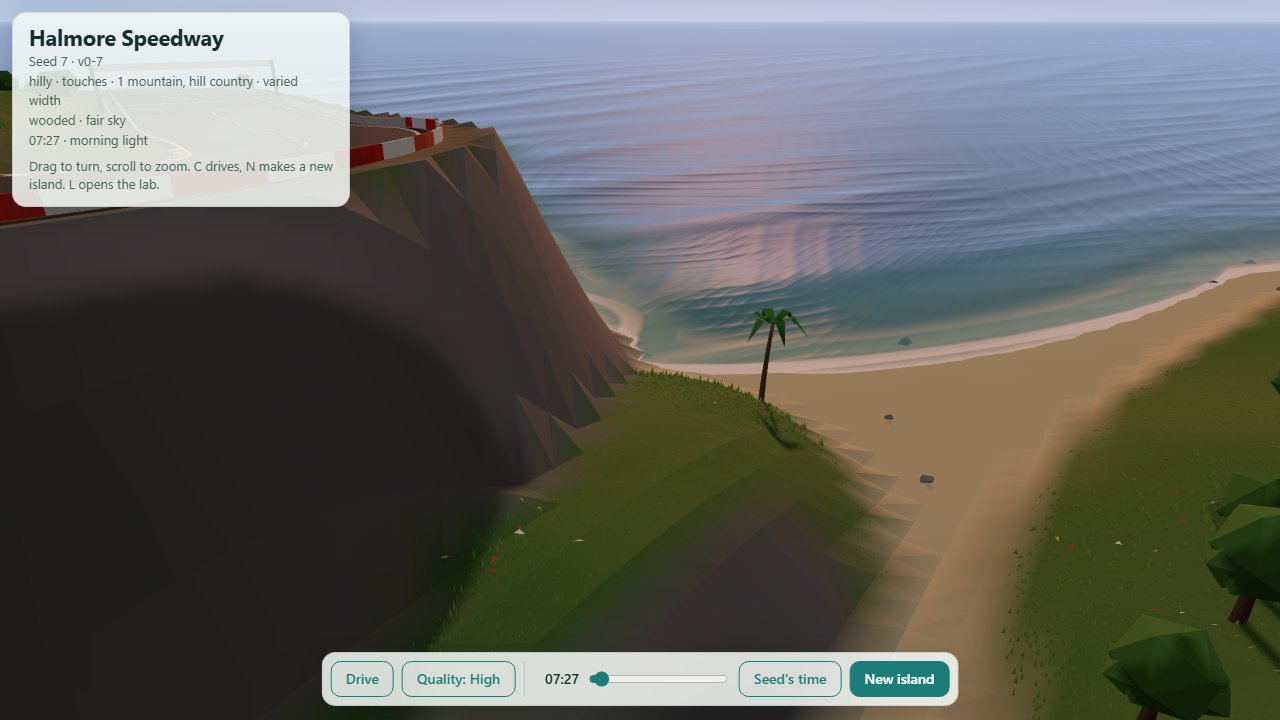 Halmore Speedway
Seed 7 · v0-7
hilly · touches · 1 mountain, hill country · varied
width
wooded · fair sky
07:27 · morning light
Drag to turn, scroll to zoom. C drives, N makes a new
island. L opens the lab.
Drive
Quality: High
07:27
Seed's time
New island